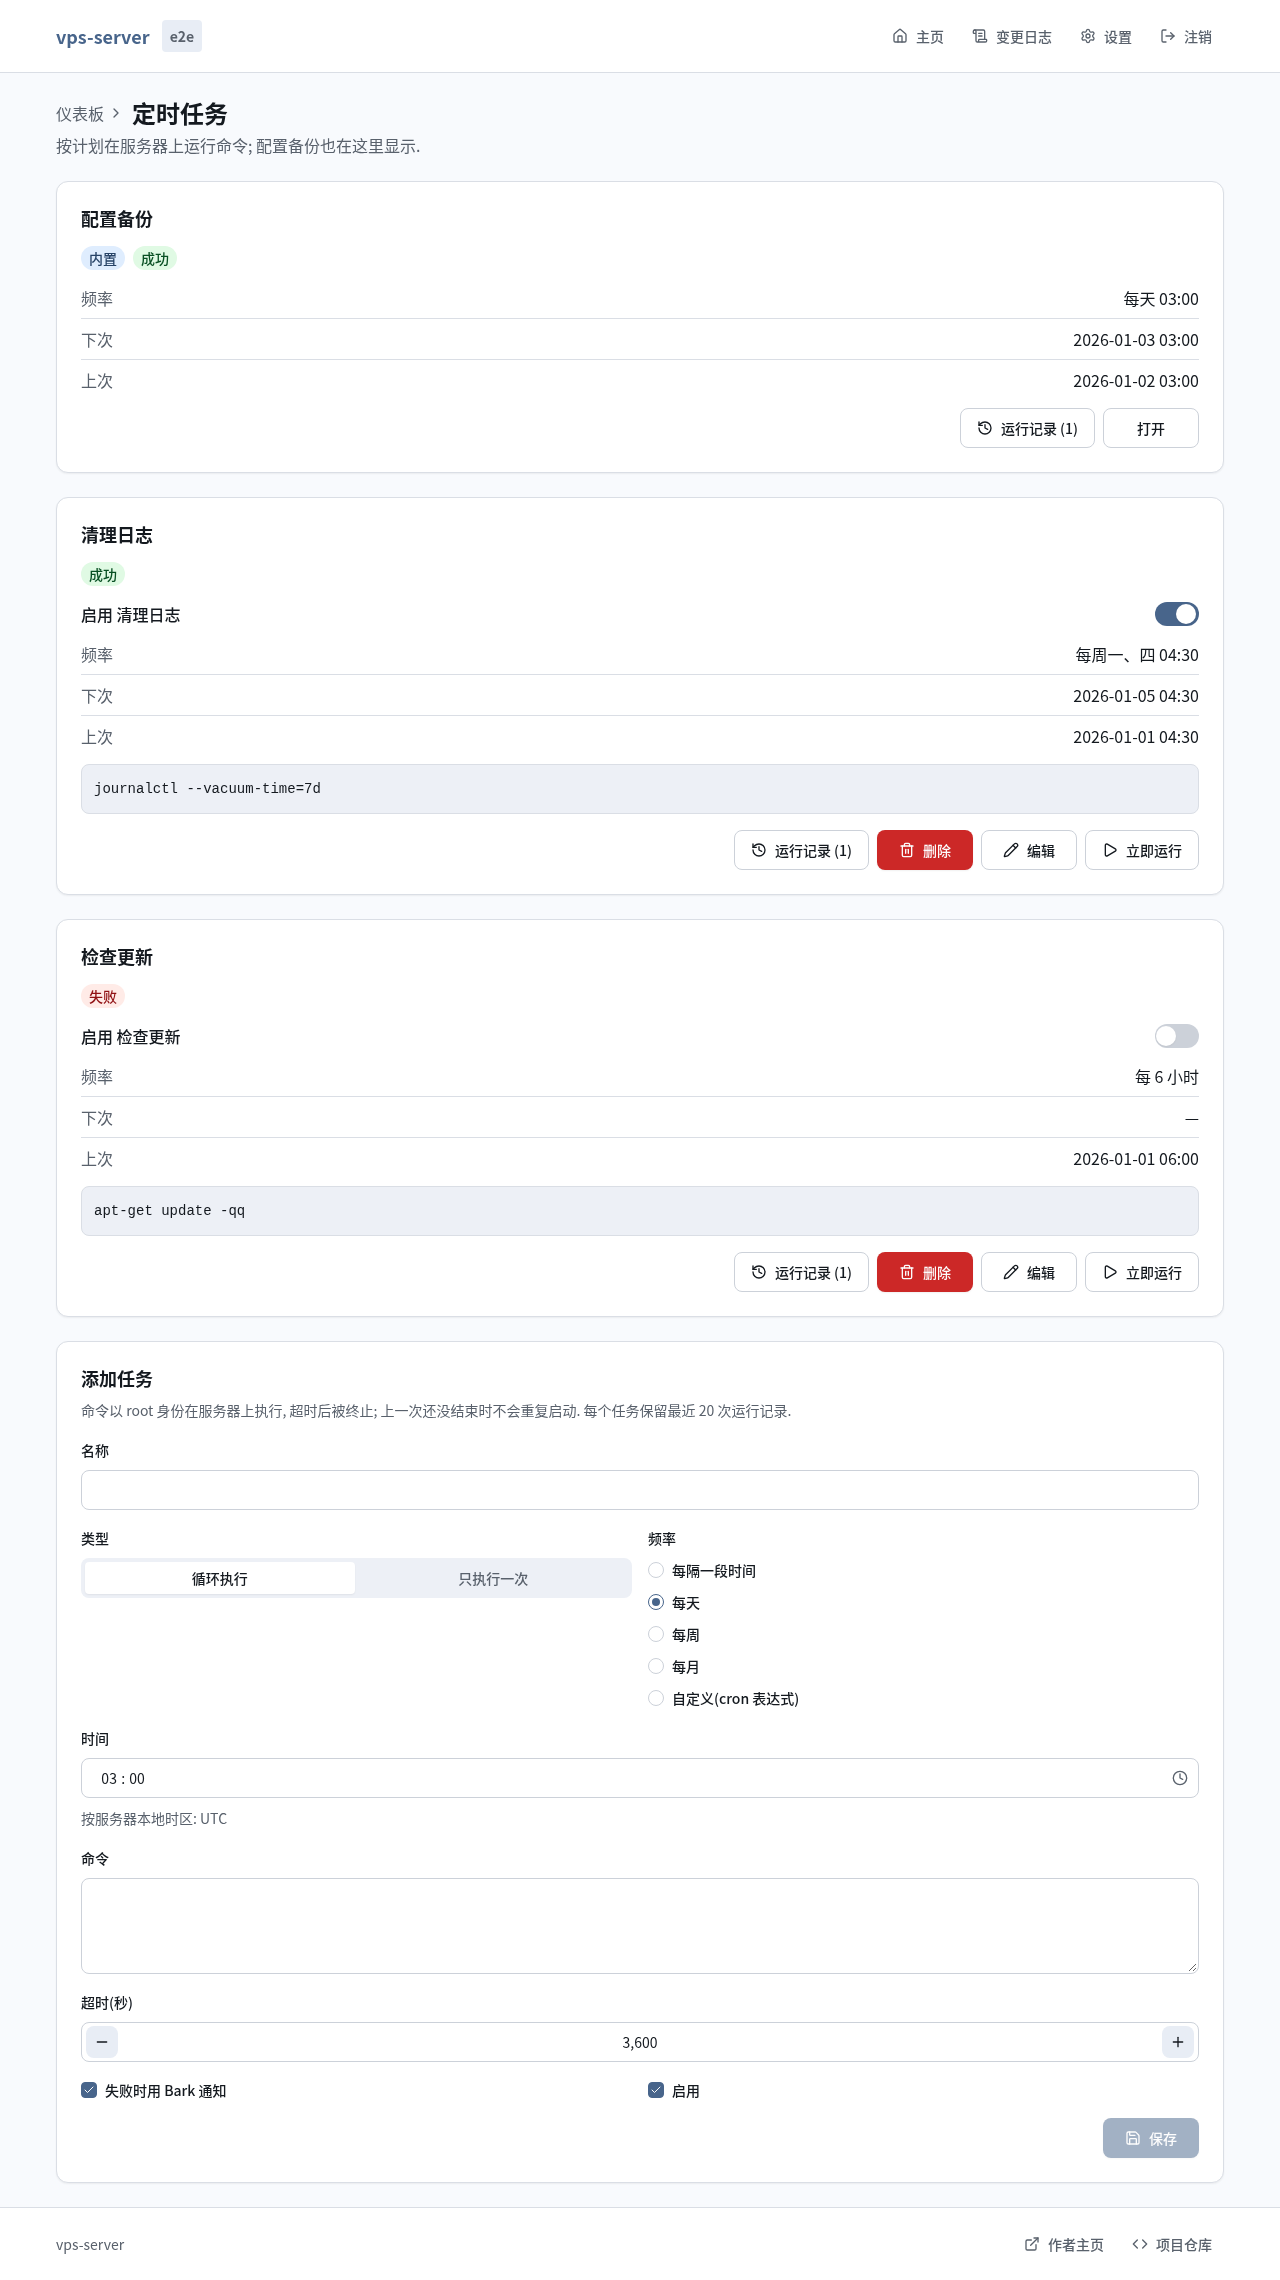 vps-server e2e 主页 变更日志 设置 注销
仪表板 定时任务
按计划在服务器上运行命令; 配置备份也在这里显示.
配置备份
内置 成功
频率 每天 03:00
下次 2026-01-03 03:00
上次 2026-01-02 03:00
运行记录 (1) 打开
清理日志
成功
启用 清理日志
频率 每周一、四 04:30
下次 2026-01-05 04:30
上次 2026-01-01 04:30
journalctl --vacuum-time=7d
运行记录 (1) 删除 编辑 立即运行
检查更新
失败
启用 检查更新
频率 每 6 小时
下次 —
上次 2026-01-01 06:00
apt-get update -qq
运行记录 (1) 删除 编辑 立即运行
添加任务
命令以 root 身份在服务器上执行, 超时后被终止; 上一次还没结束时不会重复启动. 每个任务保留最近 20 次运行记录.
名称
类型 频率
循环执行 只执行一次
每隔一段时间
每天
每周
每月
自定义(cron 表达式)
时间
03 : 00
按服务器本地时区: UTC
命令
超时(秒)
3,600
失败时用 Bark 通知 启用
保存
vps-server 作者主页 项目仓库